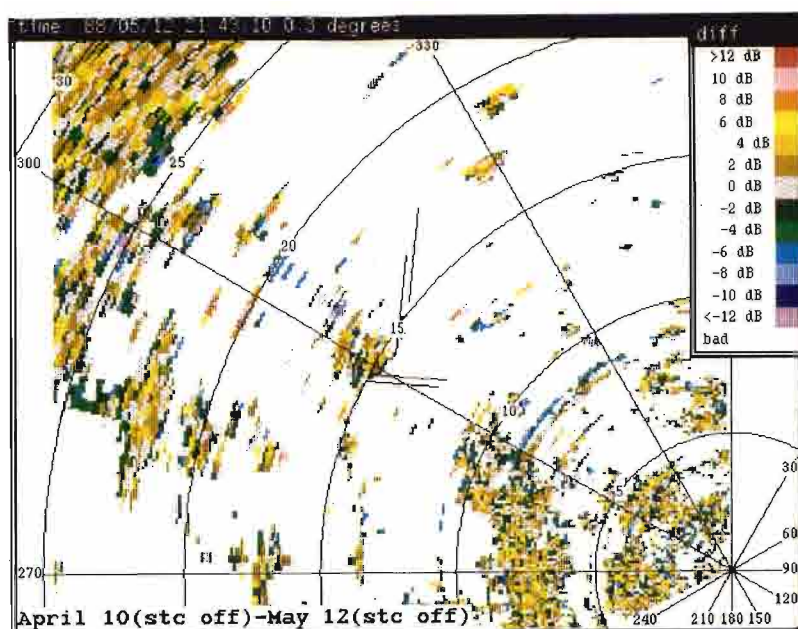 time 88/05/12 21 43 10 0.3 degrees
diff
>12 dB
10 dB
8 dB
6 dB
4 dB
2 dB
0 dB
-2 dB
-4 dB
-6 dB
-8 dB
-10 dB
<-12 dB
bad
330
30
300
25
20
15
10
5
30
60
90
120
150
180
210
240
270
April 10(stc off)-May 12(stc off)